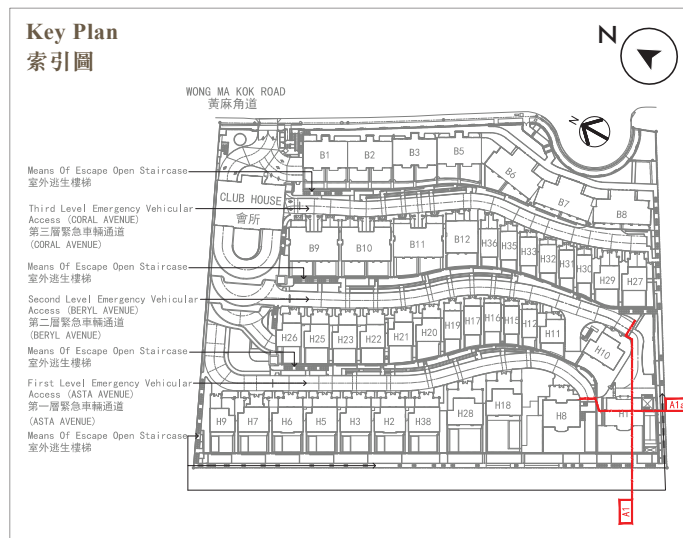 Key Plan
索引圖
N
WONG MA KOK ROAD
黃麻角道
N
B1
B2
B3
B5
B6
B7
B8
Means Of Escape Open Staircase
室外逃生樓梯
CLUB HOUSE
會所
Third Level Emergency Vehicular
Access (CORAL AVENUE)
第三層緊急車輛通道
(CORAL AVENUE)
B9
B10
B11
B12
H36
H35
H33
H32
H31
H30
H29
H27
Means Of Escape Open Staircase
室外逃生樓梯
Second Level Emergency Vehicular
Access (BERYL AVENUE)
第二層緊急車輛通道
(BERYL AVENUE)
H26
H25
H23
H22
H21
H20
H19
H17
H16
H15
H12
H11
H10
Means Of Escape Open Staircase
室外逃生樓梯
First Level Emergency Vehicular
Access (ASTA AVENUE)
第一層緊急車輛通道
(ASTA AVENUE)
H9
H7
H6
H5
H3
H2
H38
H28
H18
H8
H1
A1a
Means Of Escape Open Staircase
室外逃生樓梯
A1